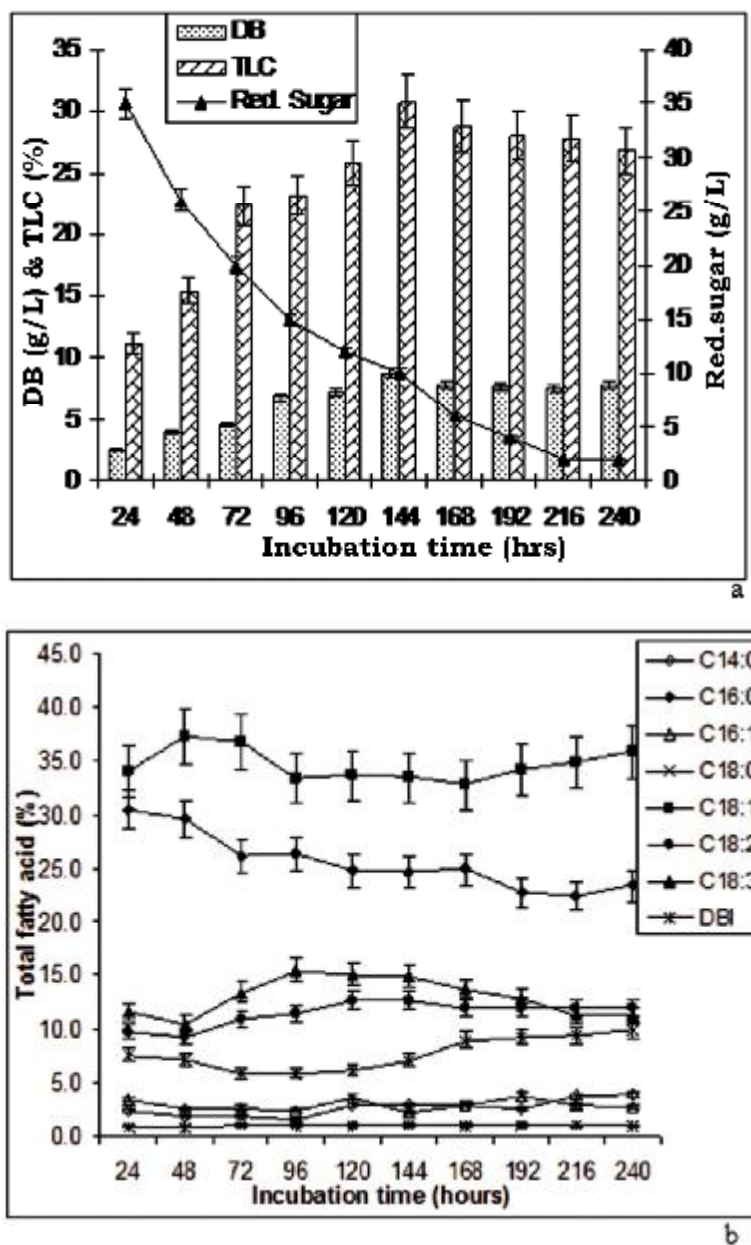 DB
TLC
Red. Sugar
DB (g/L) & TLC (%)
35
30
25
20
15
10
5
0
40
35
30
25
20
15
10
5
0
Red.sugar (g/L)
24 48 72 96 120 144 168 192 216 240
Incubation time (hrs)
a
Total fatty acid (%)
45.0
40.0
35.0
30.0
25.0
20.0
15.0
10.0
5.0
0.0
C14:0
C16:0
C16:1
C18:0
C18:1
C18:2
C18:3
DBI
24 48 72 96 120 144 168 192 216 240
Incubation time (hours)
b